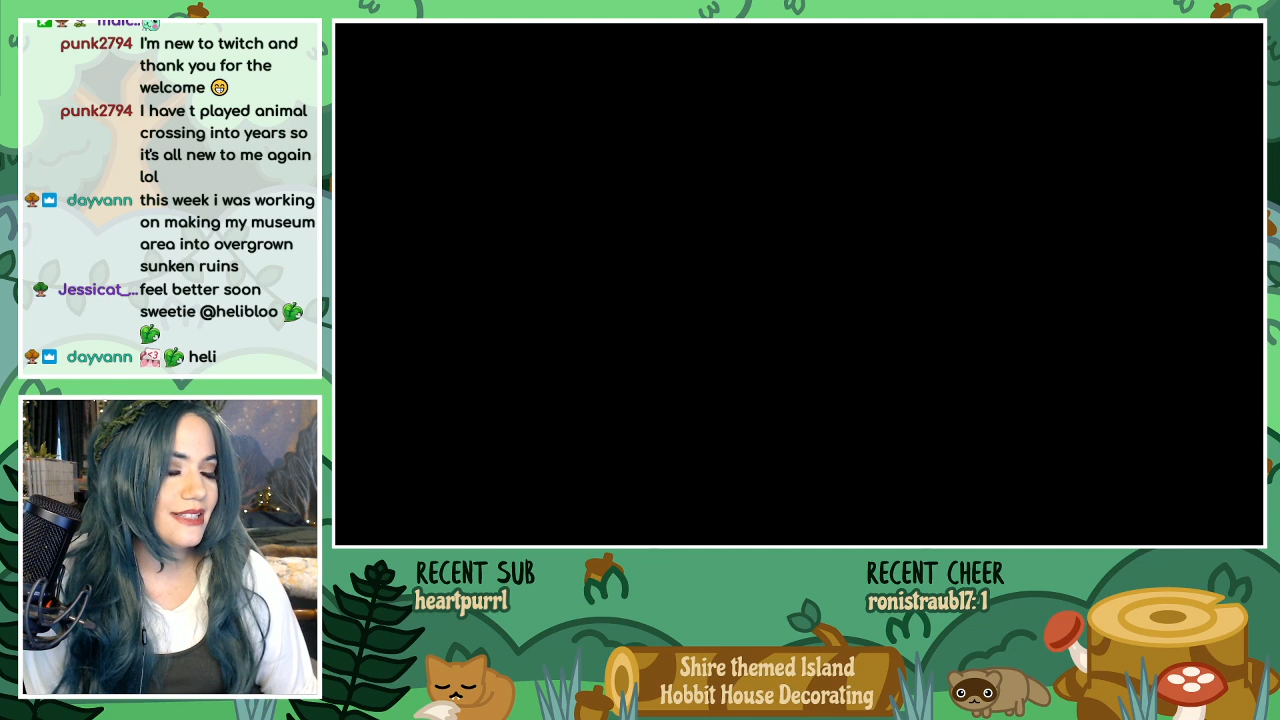 punk2794 I'm new to twitch and
thank you for the
welcome 😁
punk2794 I have t played animal
crossing into years so
it's all new to me again
lol
dayvann this week i was working
on making my museum
area into overgrown
sunken ruins
Jessicat_... feel better soon
sweetie @helibloo
dayvann heli
RECENT SUB
heartpurrl
RECENT CHEER
ronistraub17: 1
Shire themed Island
Hobbit House Decorating